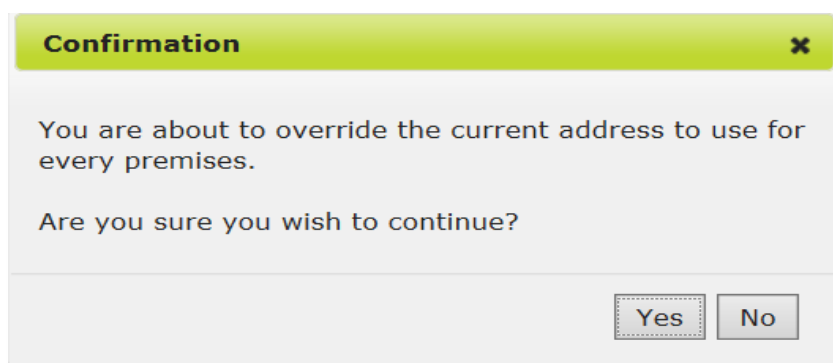 Confirmation
You are about to override the current address to use for
every premises.
Are you sure you wish to continue?
Yes No